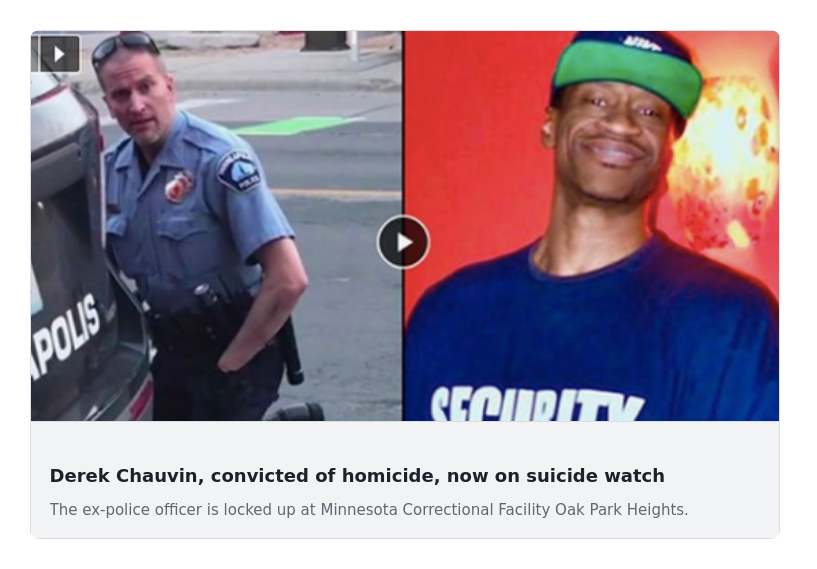 POLICE
APOLIS
SECURITY
Derek Chauvin, convicted of homicide, now on suicide watch
The ex-police officer is locked up at Minnesota Correctional Facility Oak Park Heights.